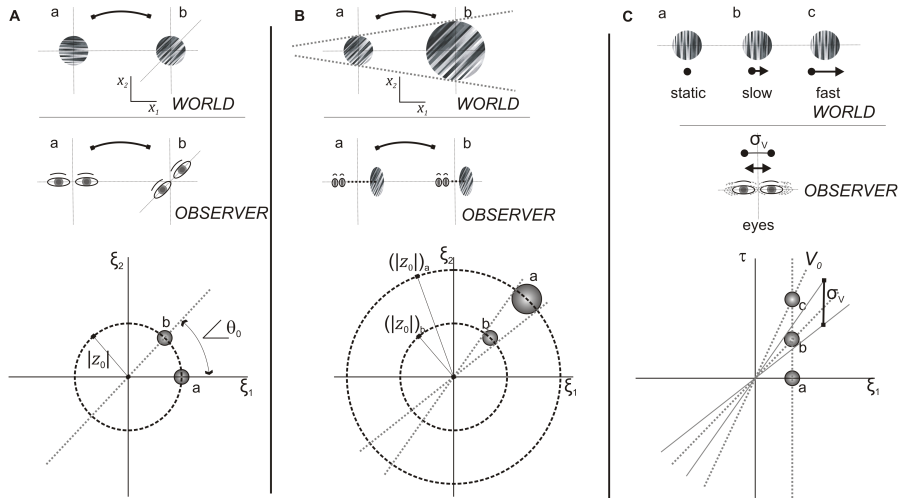 A
a
b
x₂
x₁
WORLD
a
b
OBSERVER
ξ₂
b
∠θ₀
|z₀|
a
ξ₁
B
a
b
x₂
x₁
WORLD
a
b
OBSERVER
ξ₂
(|z₀|)ₐ
a
(|z₀|)b
b
ξ₁
C
a
b
c
static
slow
fast
WORLD
σᵥ
OBSERVER
eyes
τ
V₀
σᵥ
c
b
a
ξ₁